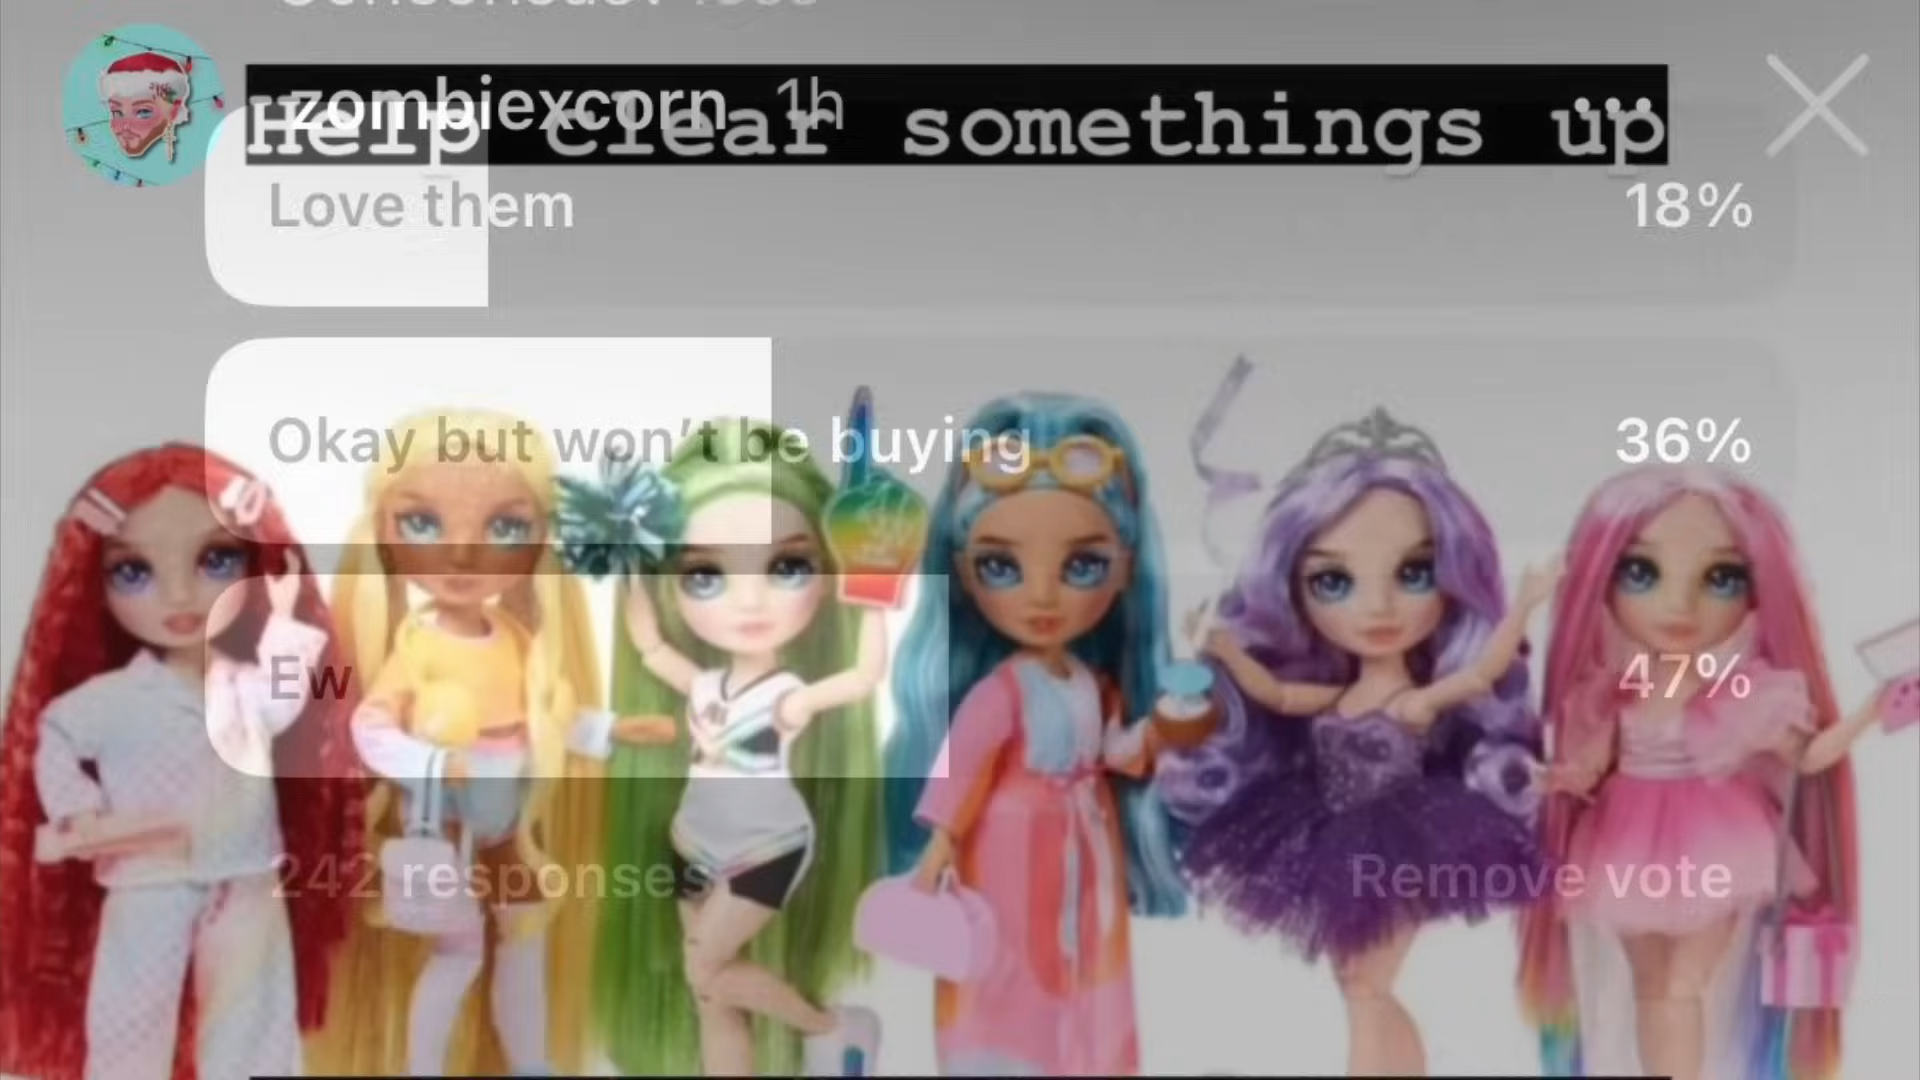 zombiexcorn 1h
Help clear somethings up
Love them 18%
Okay but won't be buying 36%
Ew 47%
242 responses Remove vote